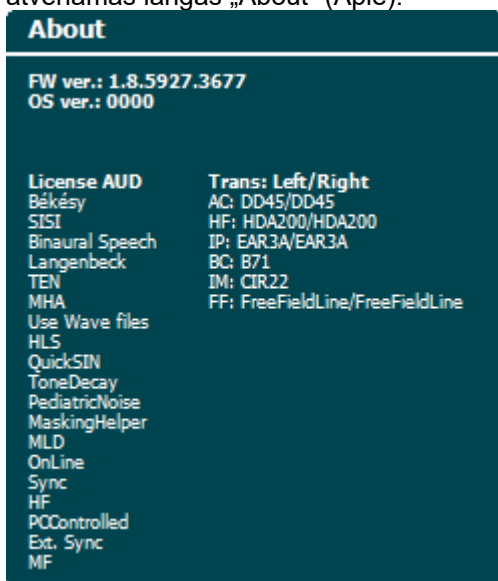 atveriamas langas „About“ (Apie).
About
FW ver.: 1.8.5927.3677
OS ver.: 0000
License AUD
Békésy
SISI
Binaural Speech
Langenbeck
TEN
MHA
Use Wave files
HLS
QuickSIN
ToneDecay
PediatricNoise
MaskingHelper
MLD
OnLine
Sync
HF
PCControlled
Ext. Sync
MF
Trans: Left/Right
AC: DD45/DD45
HF: HDA200/HDA200
IP: EAR3A/EAR3A
BC: B71
IM: CIR22
FF: FreeFieldLine/FreeFieldLine